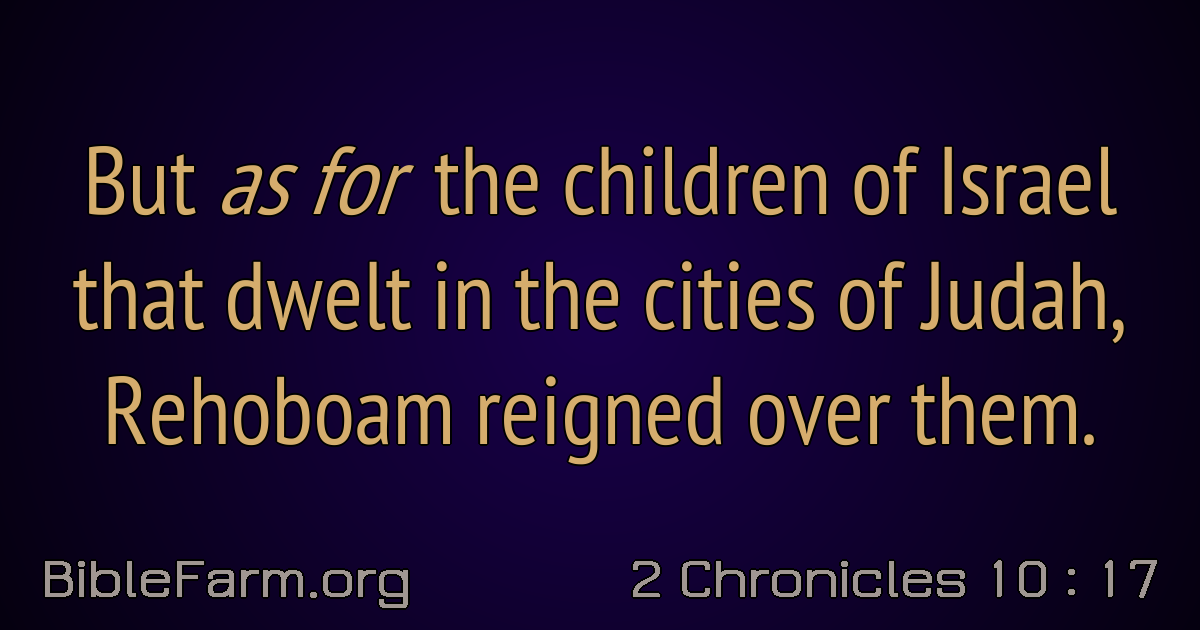 But as for the children of Israel
that dwelt in the cities of Judah,
Rehoboam reigned over them.
BibleFarm.org
2 Chronicles 10 : 17